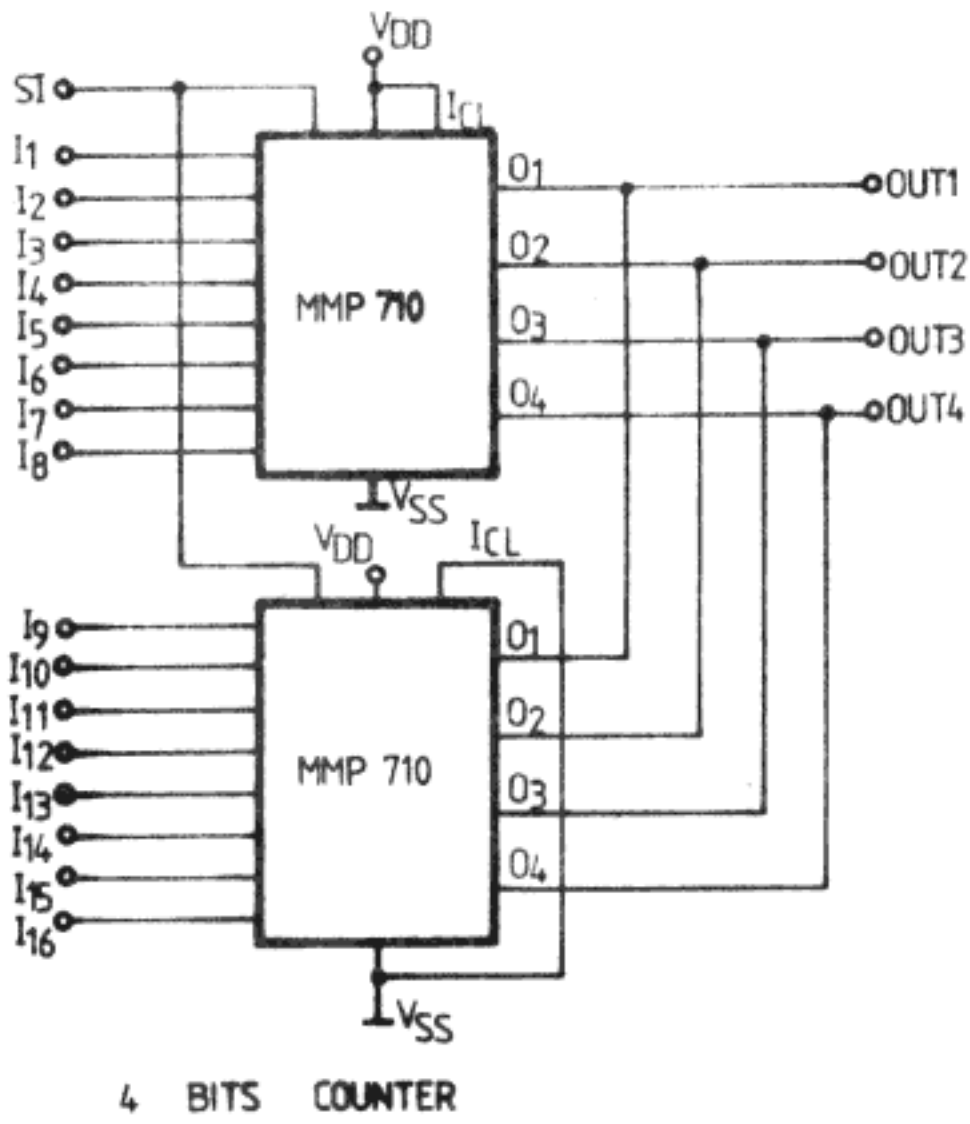 VDD
SI
ICL
I1
I2
I3
I4
I5
I6
I7
I8
MMP 710
O1
O2
O3
O4
OUT1
OUT2
OUT3
OUT4
VSS
VDD
ICL
I9
I10
I11
I12
I13
I14
I15
I16
MMP 710
O1
O2
O3
O4
VSS
4 BITS COUNTER